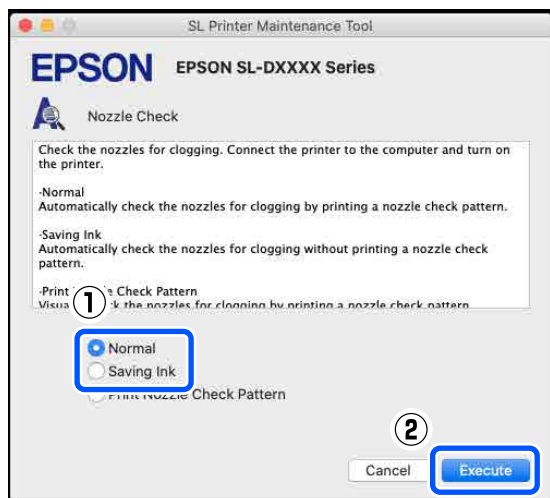 SL Printer Maintenance Tool
EPSON EPSON SL-DXXXX Series
Nozzle Check
Check the nozzles for clogging. Connect the printer to the computer and turn on
the printer.
-Normal
Automatically check the nozzles for clogging by printing a nozzle check pattern.
-Saving Ink
Automatically check the nozzles for clogging without printing a nozzle check
pattern.
-Print Check Pattern
the nozzles for clogging by printing a nozzle check pattern
1
Normal
Saving Ink
Print Nozzle Check Pattern
2
Cancel Execute